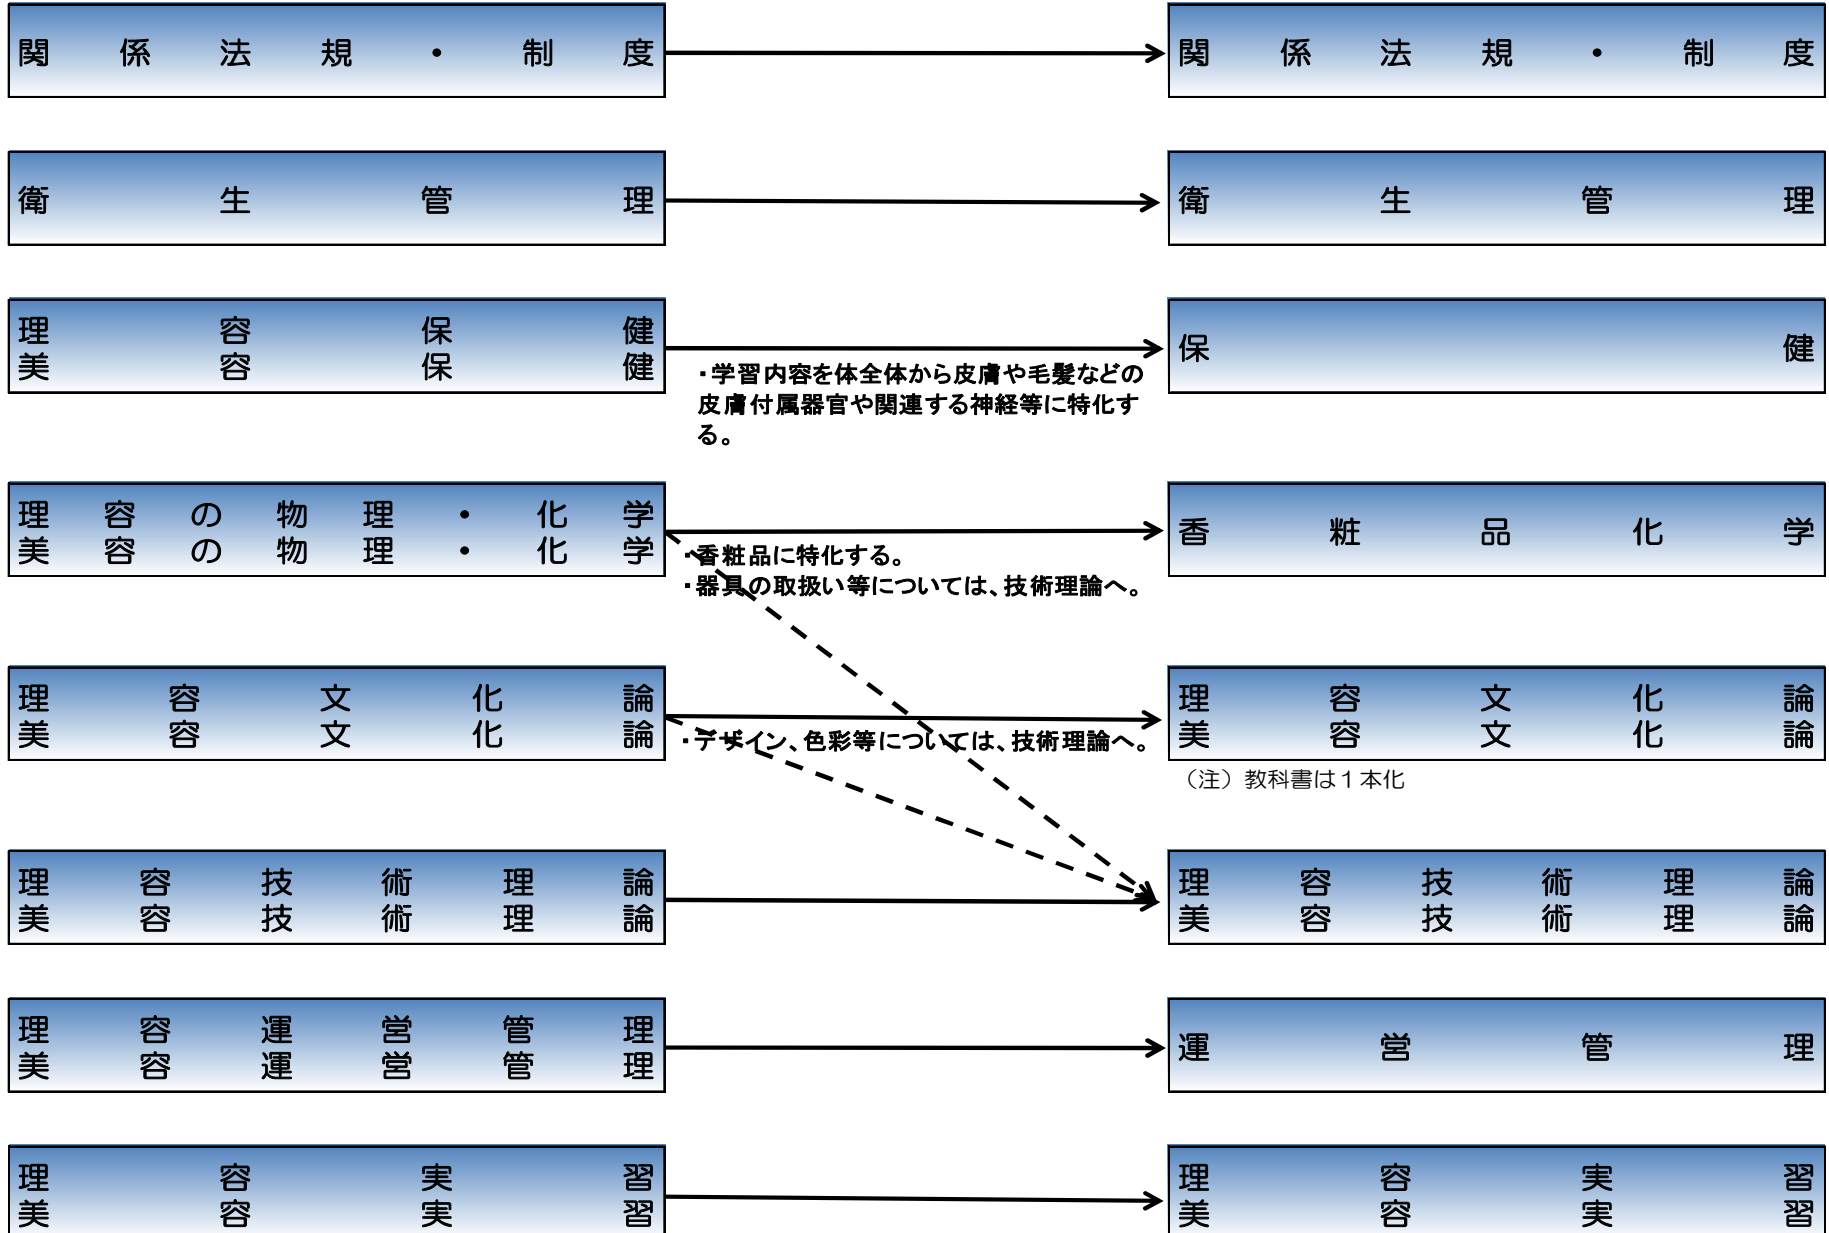 関係法規・制度
関係法規・制度
衛生管理
衛生管理
理容保健
美容保健
保健
・学習内容を体全体から皮膚や毛髪などの
皮膚付属器官や関連する神経等に特化す
る。
理容の物理・化学
美容の物理・化学
香粧品化学
・香粧品に特化する。
・器具の取扱い等については、技術理論へ。
理容文化論
美容文化論
理容文化論
美容文化論
・デザイン、色彩等については、技術理論へ。
（注）教科書は１本化
理容技術理論
美容技術理論
理容技術理論
美容技術理論
理容運営管理
美容運営管理
運営管理
理容実習
美容実習
理容実習
美容実習